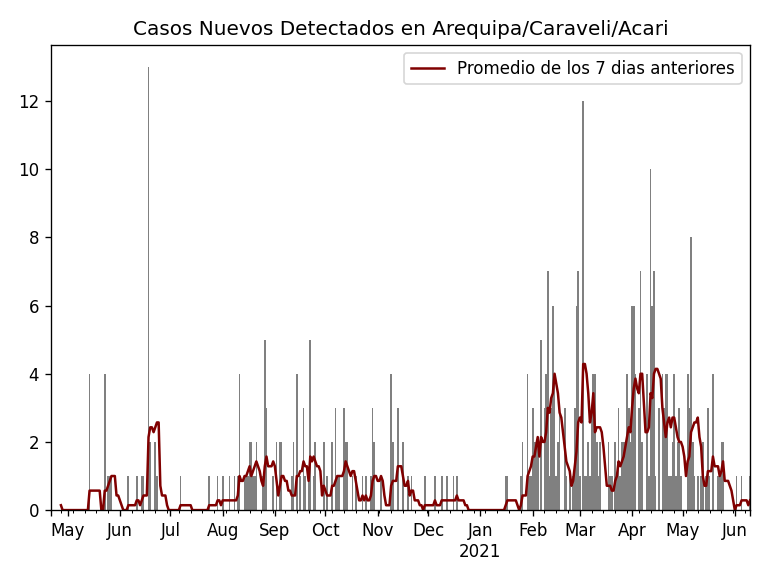 Casos Nuevos Detectados en Arequipa/Caraveli/Acari
Promedio de los 7 dias anteriores
12
10
8
6
4
2
0
May Jun Jul Aug Sep Oct Nov Dec Jan Feb Mar Apr May Jun
2021